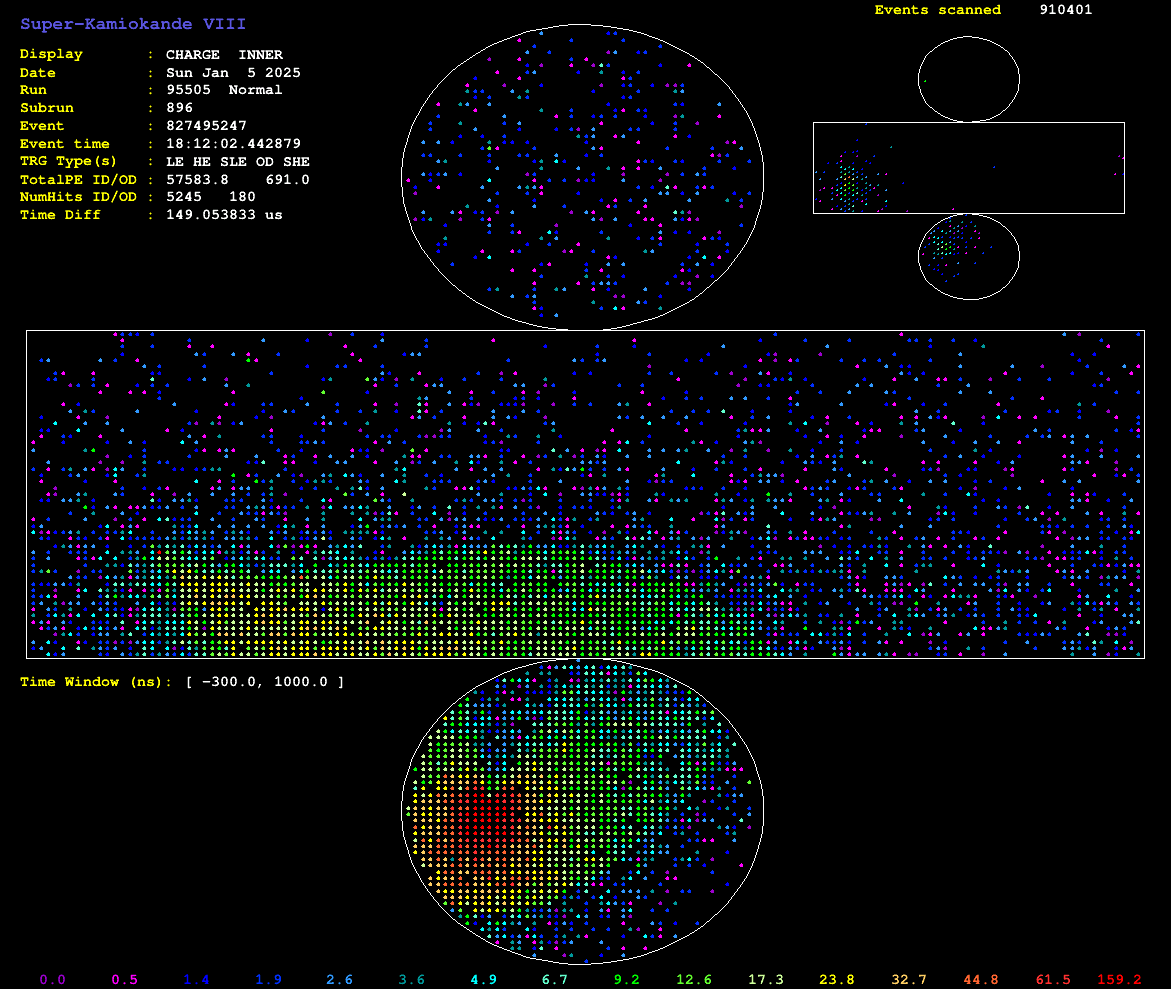 Super-Kamiokande VIII
Events scanned 910401
Display : CHARGE INNER
Date : Sun Jan 5 2025
Run : 95505 Normal
Subrun : 896
Event : 827495247
Event time : 18:12:02.442879
TRG Type(s) : LE HE SLE OD SHE
TotalPE ID/OD : 57583.8 691.0
NumHits ID/OD : 5245 180
Time Diff : 149.053833 us
Time Window (ns): [ -300.0, 1000.0 ]
0.0 0.5 1.4 1.9 2.6 3.6 4.9 6.7 9.2 12.6 17.3 23.8 32.7 44.8 61.5 159.2